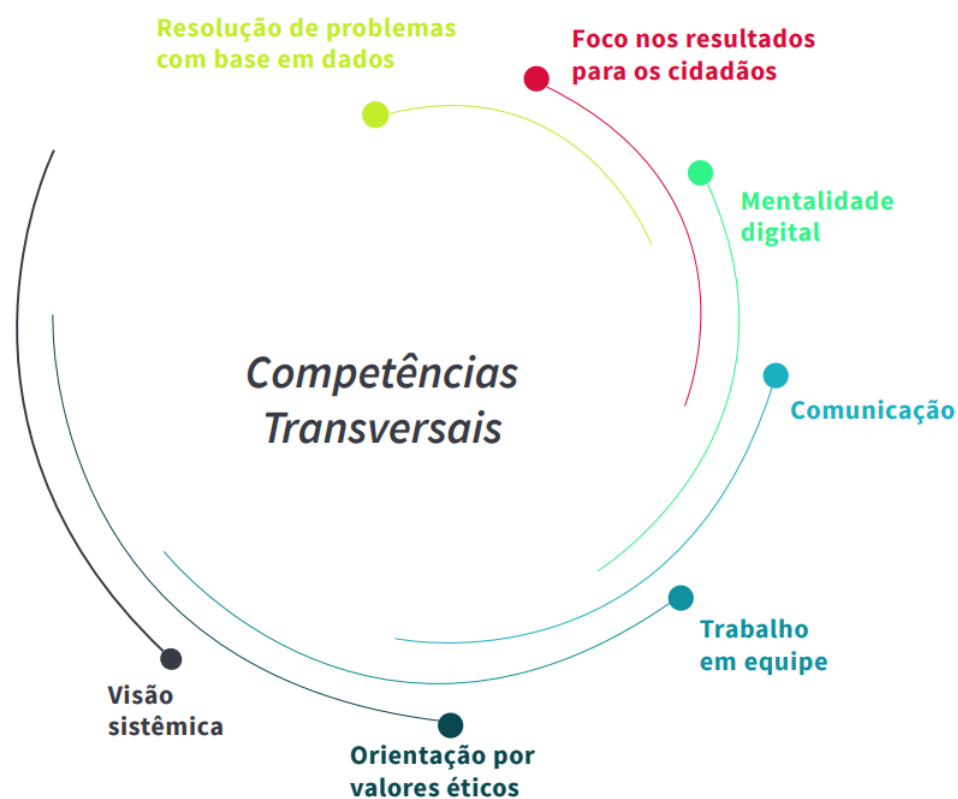 Resolução de problemas
com base em dados
Foco nos resultados
para os cidadãos
Mentalidade
digital
Competências
Transversais
Comunicação
Trabalho
em equipe
Visão
sistêmica
Orientação por
valores éticos